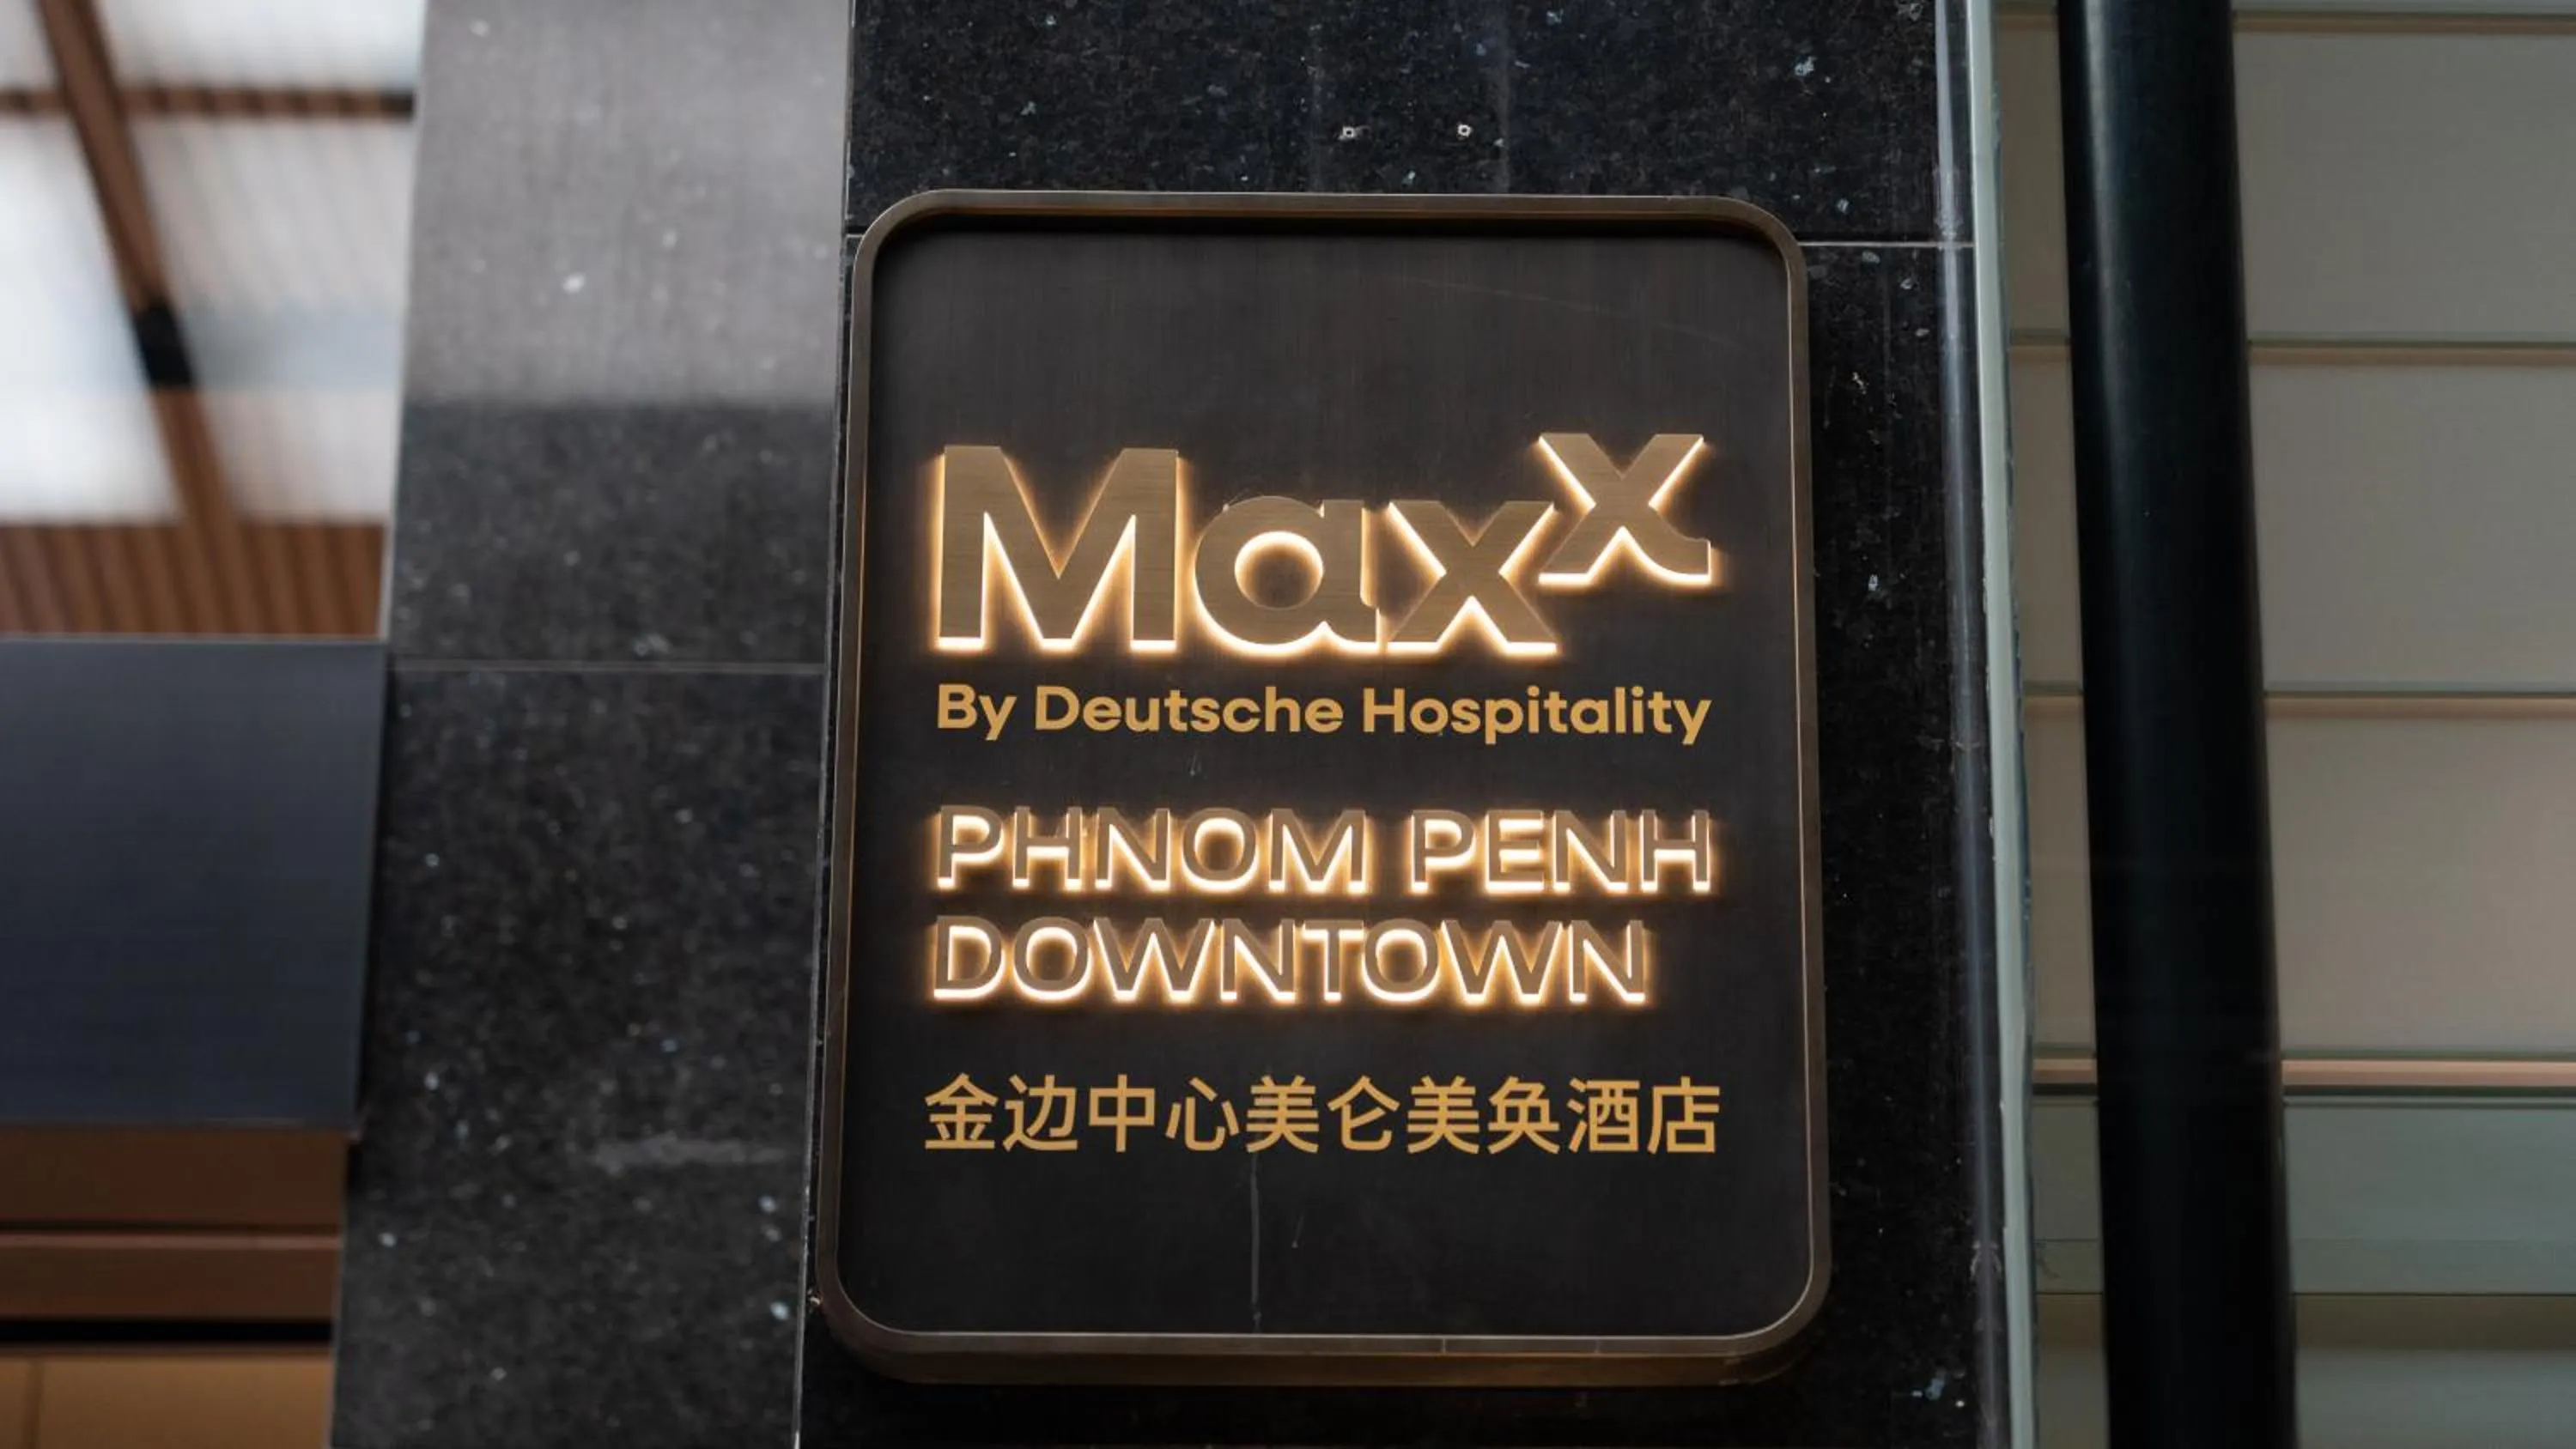 Maxx
By Deutsche Hospitality
PHNOM PENH
DOWNTOWN
金边中心美仑美奂酒店